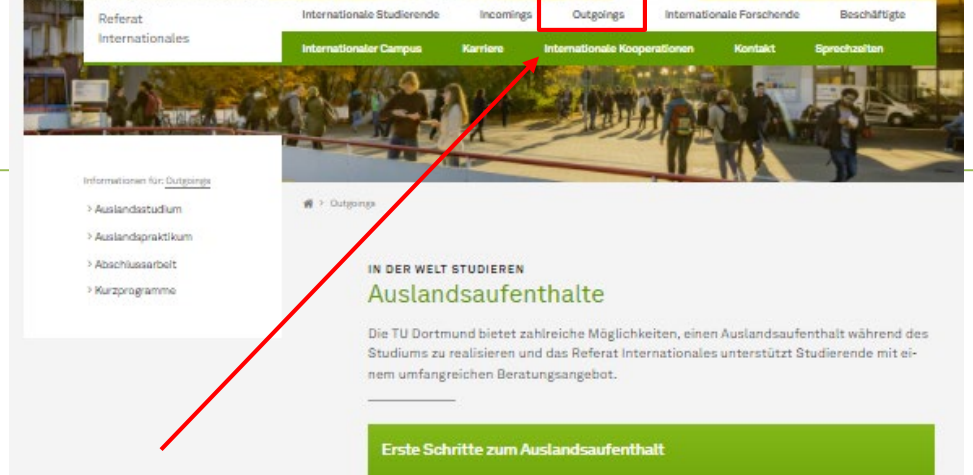 Referat
Internationales
Internationale Studierende Incomings Outgoings Internationale Forschende Beschäftigte
Internationaler Campus Karriere Internationale Kooperationen Kontakt Sprechzeiten
Informationen für: Outgoings
> Auslandsstudium
> Auslandspraktikum
> Abschlussarbeit
> Kurzprogramme
> Outgoings
IN DER WELT STUDIEREN
Auslandsaufenthalte
Die TU Dortmund bietet zahlreiche Möglichkeiten, einen Auslandsaufenthalt während des
Studiums zu realisieren und das Referat Internationales unterstützt Studierende mit ei-
nem umfangreichen Beratungsangebot.
Erste Schritte zum Auslandsaufenthalt